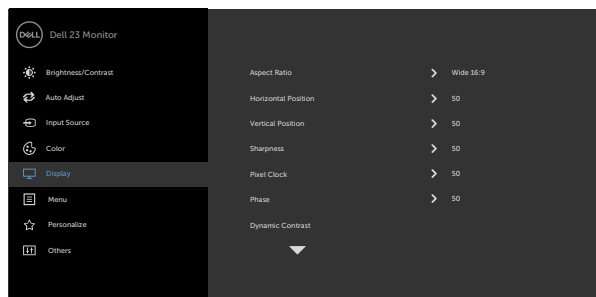 DELL Dell 23 Monitor
Brightness/Contrast
Auto Adjust
Input Source
Color
Display
Menu
Personalize
Others
Aspect Ratio Wide 16:9
Horizontal Position 50
Vertical Position 50
Sharpness 50
Pixel Clock 50
Phase 50
Dynamic Contrast